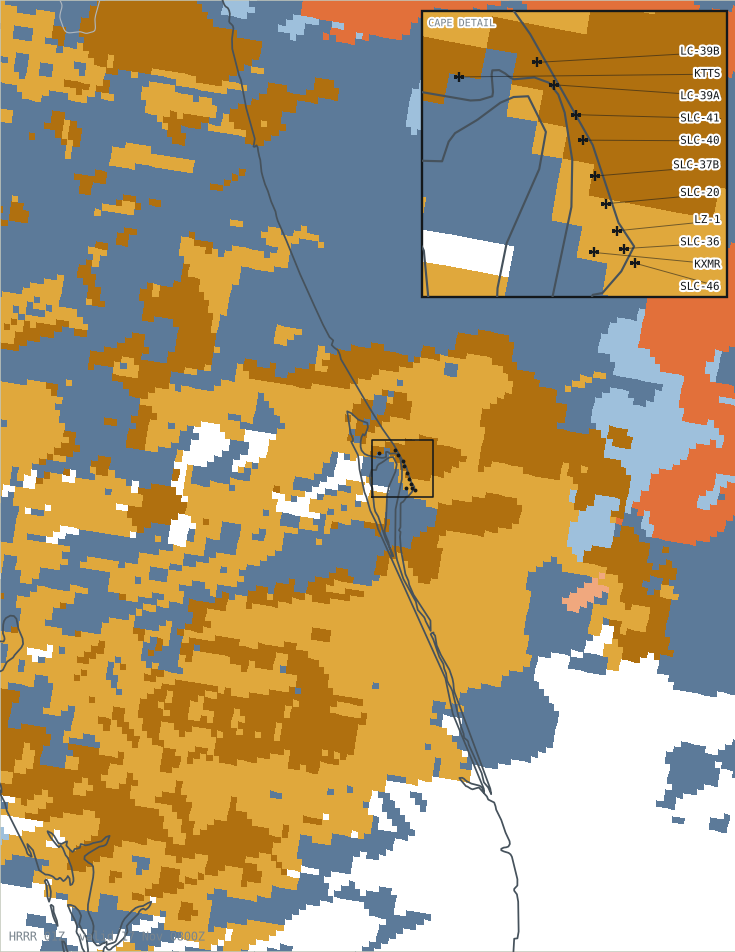 CAPE DETAIL
LC-39B
KTTS
LC-39A
SLC-41
SLC-40
SLC-37B
SLC-20
LZ-1
SLC-36
KXMR
SLC-46
HRRR